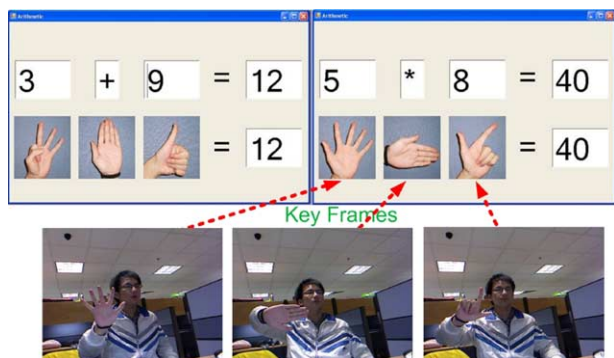 Arithmetic
Arithmetic
3 + 9 = 12
5 * 8 = 40
= 12
= 40
Key Frames